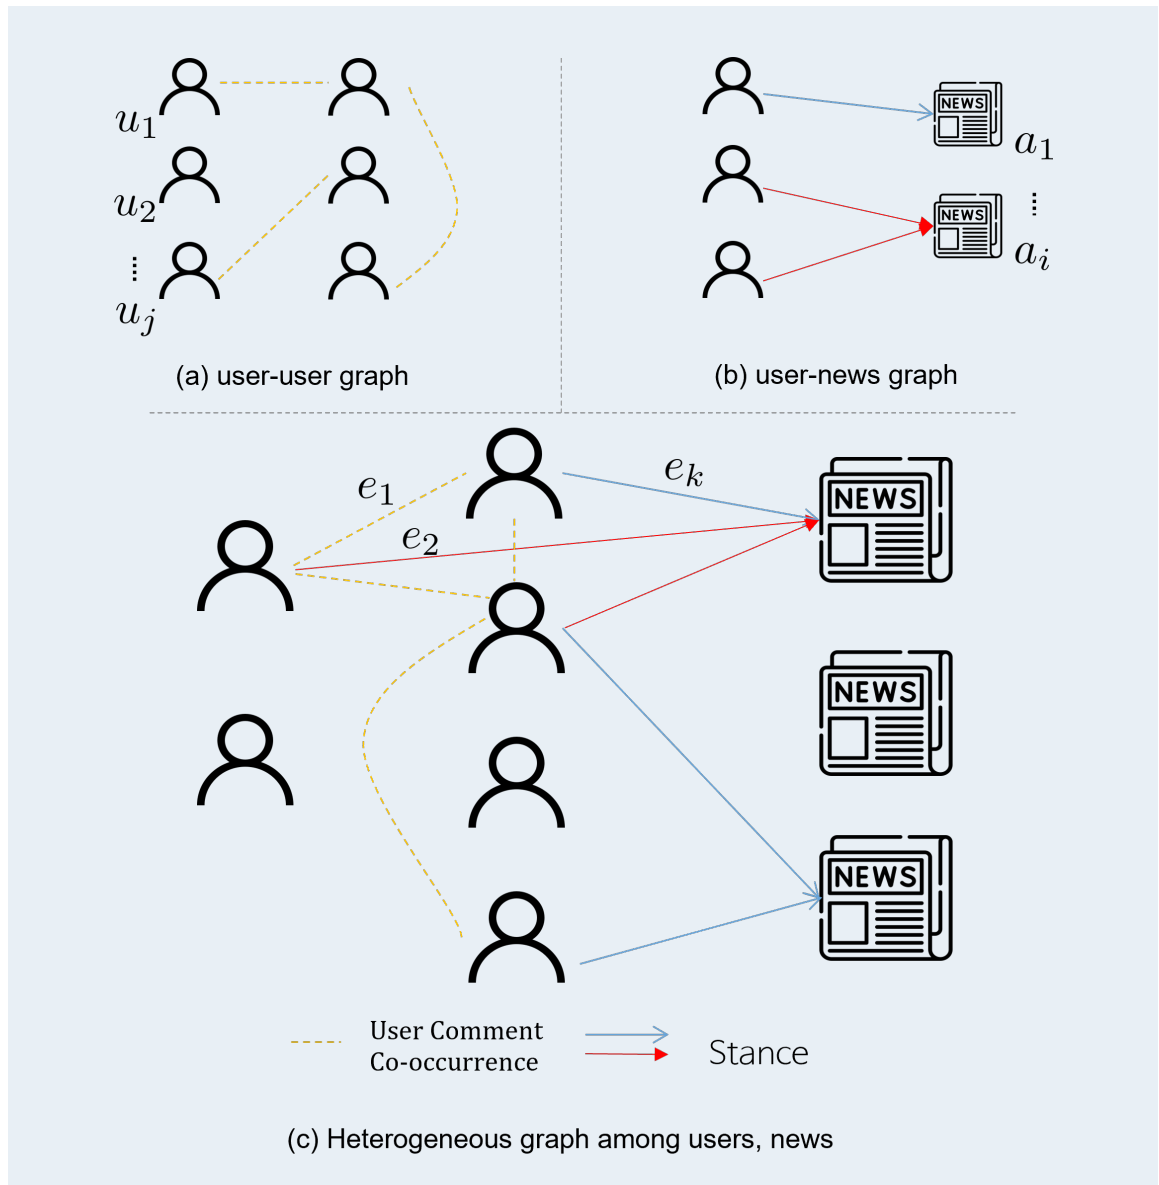 u1
u2
⋮
uj
(a) user-user graph
NEWS
a1
⋮
NEWS
ai
(b) user-news graph
e1
e2
ek
NEWS
NEWS
NEWS
User Comment
Co-occurrence
Stance
(c) Heterogeneous graph among users, news